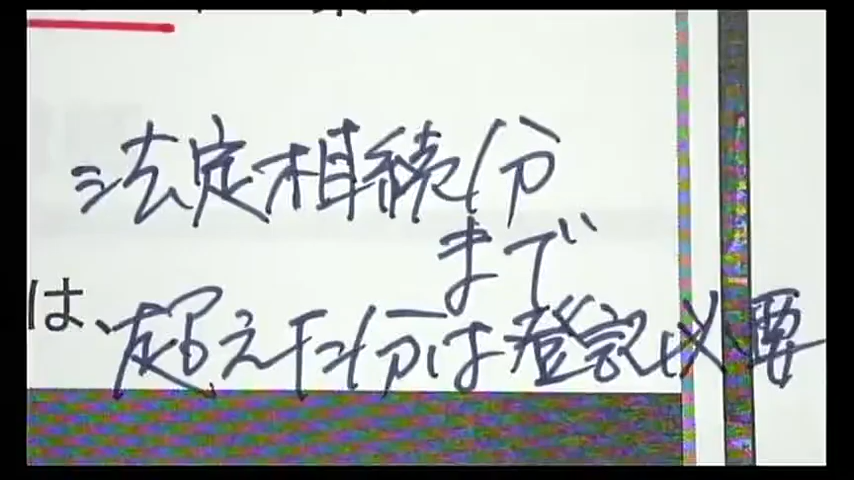 法定相続分
まで
は、
超えた分は登記必要